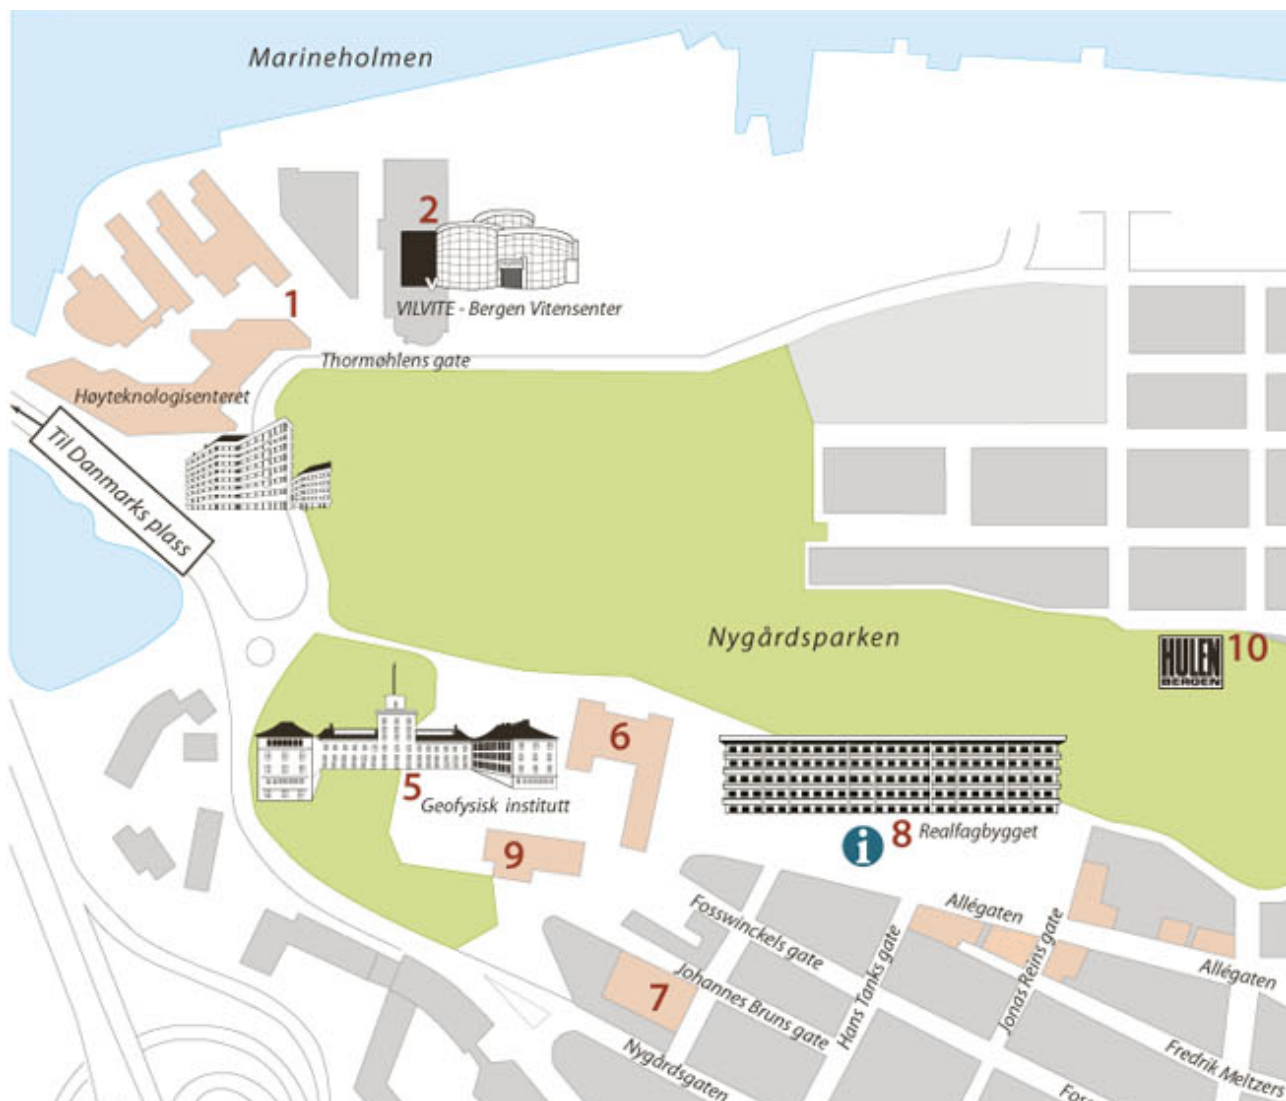 Marineholmen
2
1
VILVITE - Bergen Vitensenter
Thormøhlens gate
Høyteknologisenteret
Til Danmarks plass
Nygårdsparken
HULEN
BERGEN
10
6
5
Geofysisk institutt
8
Realfagbygget
i
9
Fosswinckels gate
Allégaten
Hans Tanks gate
Jonas Reins gate
Allégaten
7
Johannes Bruns gate
Nygårdsgaten
Fredrik Meltzers
Foss